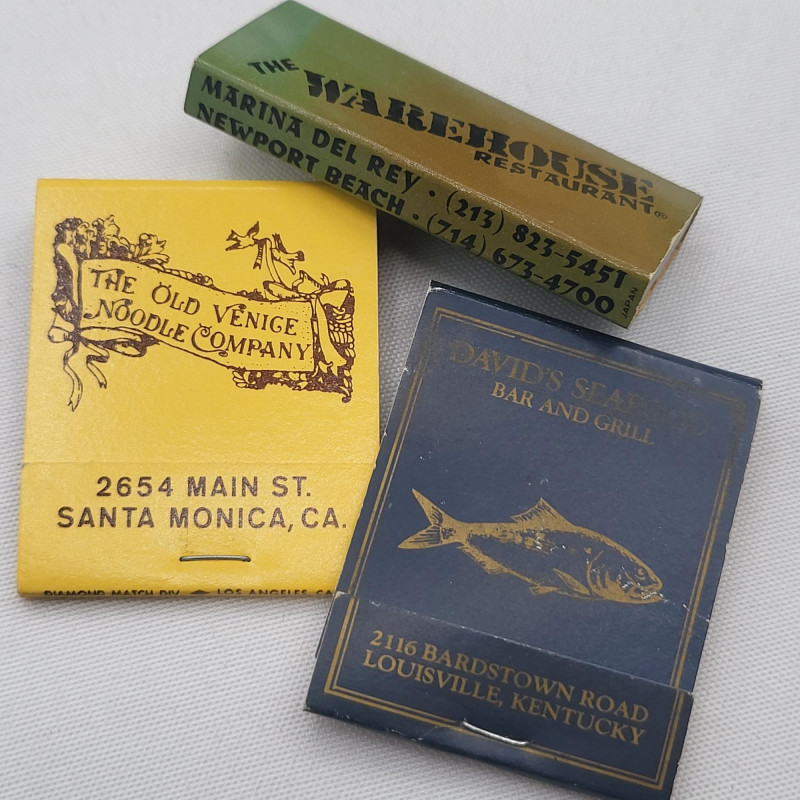 THE WAREHOUSE
RESTAURANT®
MARINA DEL REY • (213) 823-5451
NEWPORT BEACH • (714) 673-4700
JAPAN
THE OLD VENICE
NOODLE COMPANY
2654 MAIN ST.
SANTA MONICA, CA.
DIAMOND MATCH DIV. LOS ANGELES, CA
DAVID'S SEAFOOD
BAR AND GRILL
2116 BARDSTOWN ROAD
LOUISVILLE, KENTUCKY